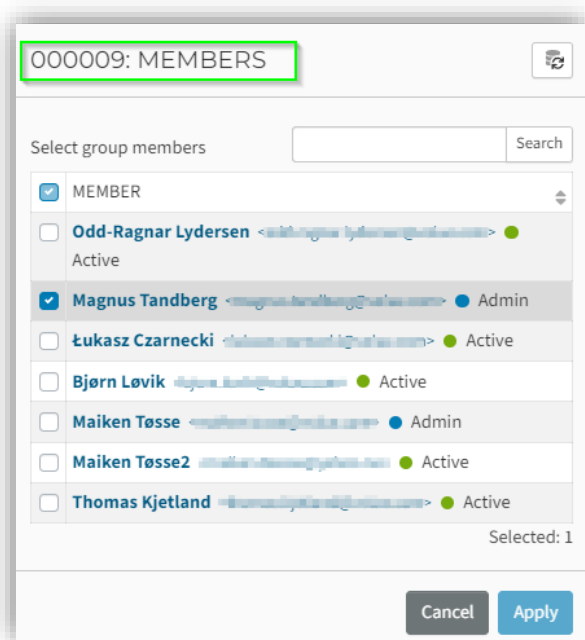 000009: MEMBERS
Select group members
Search
MEMBER
Odd-Ragnar Lydersen
Active
Magnus Tandberg Admin
Łukasz Czarnecki Active
Bjørn Løvik Active
Maiken Tøsse Admin
Maiken Tøsse2 Active
Thomas Kjetland Active
Selected: 1
Cancel Apply